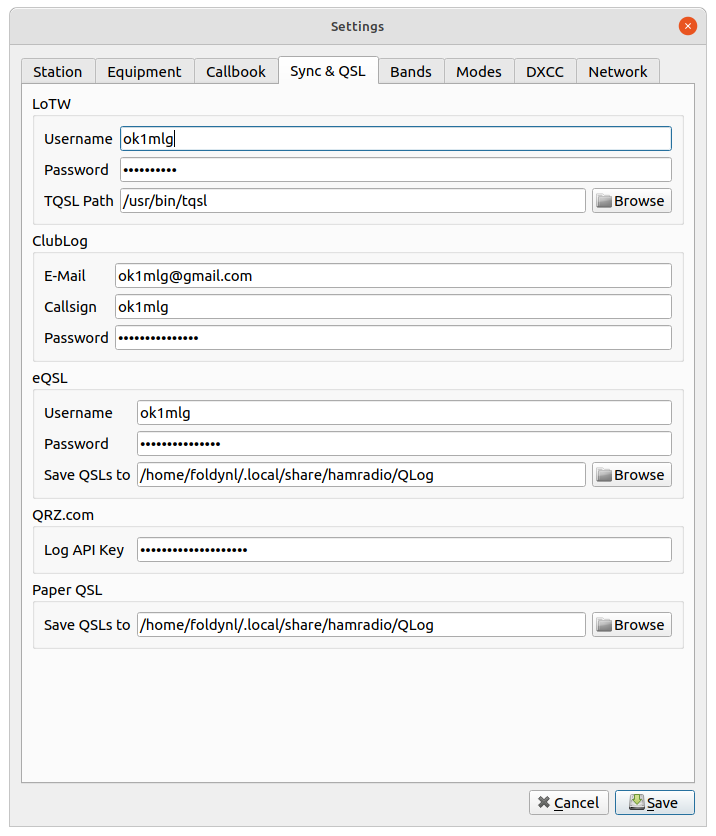 Settings
Station Equipment Callbook Sync & QSL Bands Modes DXCC Network
LoTW
Username ok1mlg
Password ••••••••••
TQSL Path /usr/bin/tqsl Browse
ClubLog
E-Mail ok1mlg@gmail.com
Callsign ok1mlg
Password •••••••••••••••
eQSL
Username ok1mlg
Password •••••••••••••••
Save QSLs to /home/foldynl/.local/share/hamradio/QLog Browse
QRZ.com
Log API Key ••••••••••••••••••••
Paper QSL
Save QSLs to /home/foldynl/.local/share/hamradio/QLog Browse
Cancel Save